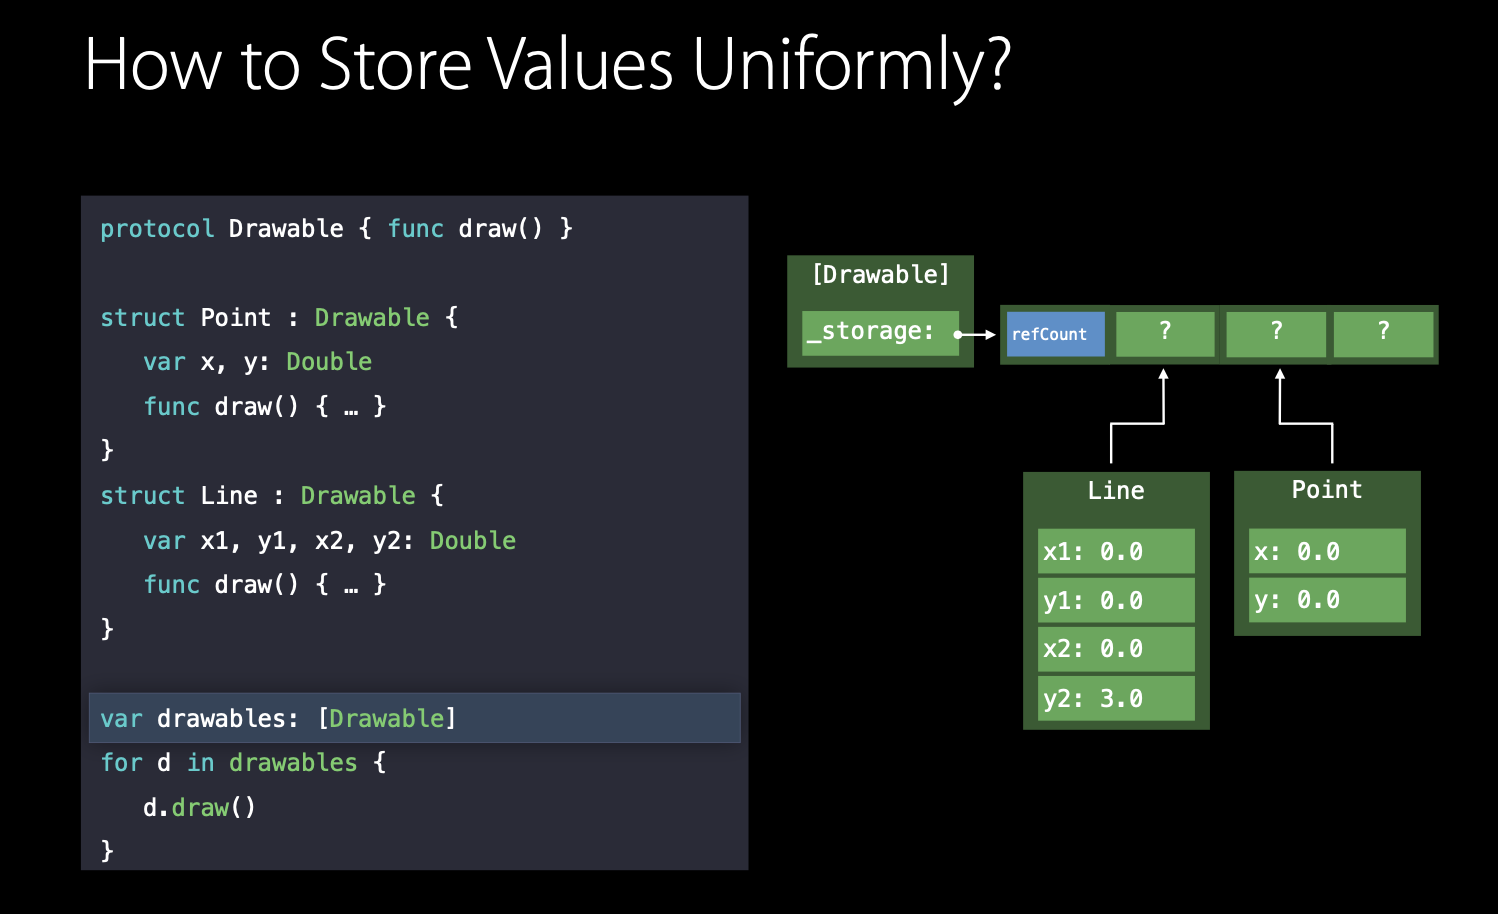 How to Store Values Uniformly?
protocol Drawable { func draw() }
struct Point : Drawable {
   var x, y: Double
   func draw() { … }
}
struct Line : Drawable {
   var x1, y1, x2, y2: Double
   func draw() { … }
}
var drawables: [Drawable]
for d in drawables {
   d.draw()
}
[Drawable]
_storage:
refCount
?
?
?
Line
x1: 0.0
y1: 0.0
x2: 0.0
y2: 3.0
Point
x: 0.0
y: 0.0